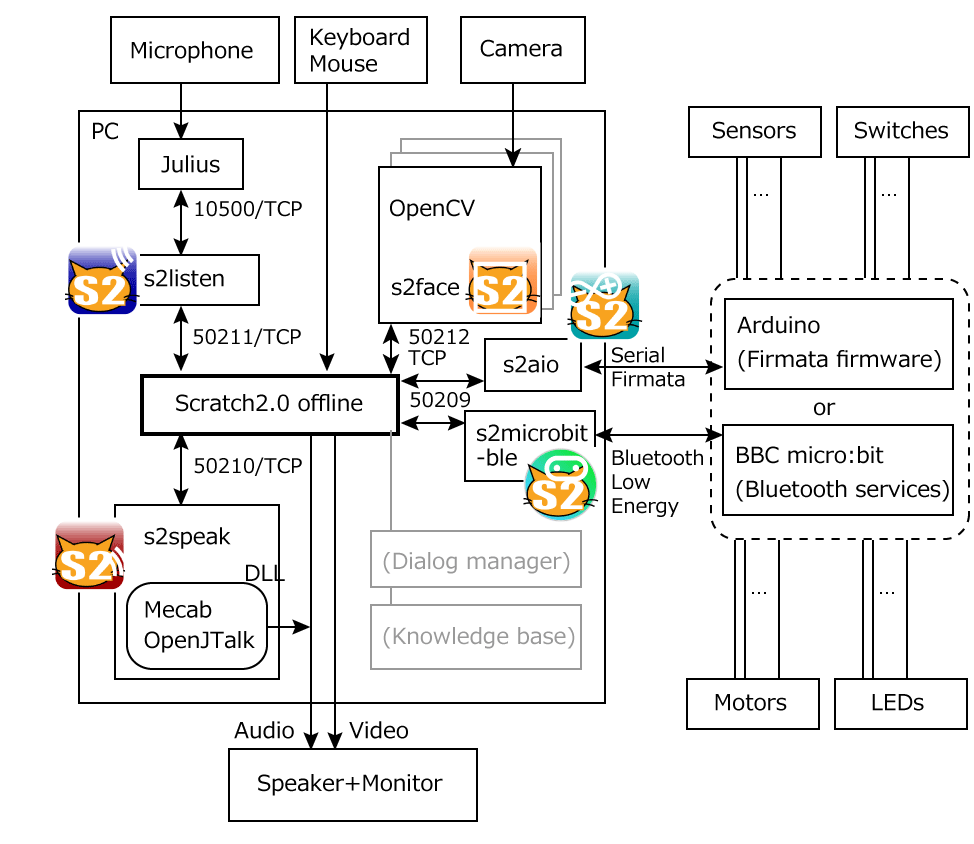 Microphone
Keyboard
Mouse
Camera
PC
Julius
10500/TCP
s2listen
S2
50211/TCP
OpenCV
s2face
S2
S2
50212
TCP
s2aio
Serial
Firmata
Scratch2.0 offline
50209
s2microbit
-ble
S2
Bluetooth
Low
Energy
50210/TCP
s2speak
S2
DLL
Mecab
OpenJTalk
(Dialog manager)
(Knowledge base)
Audio
Video
Speaker+Monitor
Sensors
Switches
...
...
Arduino
(Firmata firmware)
or
BBC micro:bit
(Bluetooth services)
...
...
Motors
LEDs